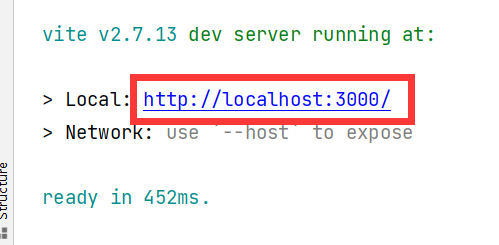 vite v2.7.13 dev server running at:
> Local: http://localhost:3000/
> Network: use `--host` to expose
ready in 452ms.
Structure